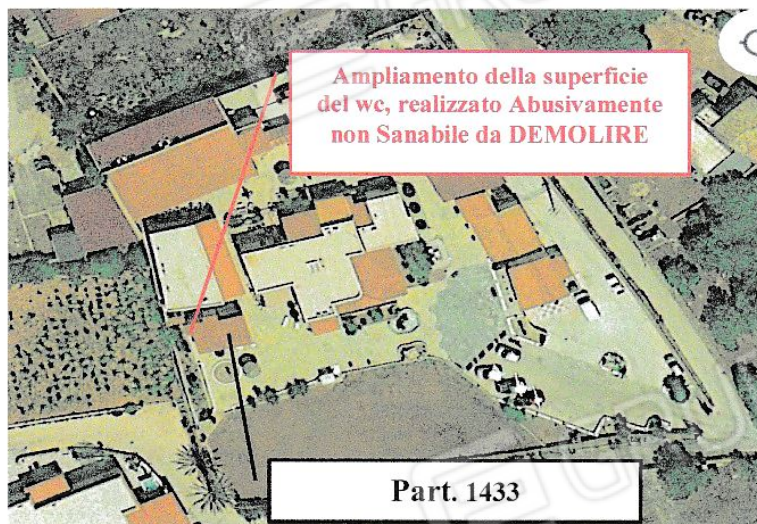 Ampliamento della superficie
del wc, realizzato Abusivamente
non Sanabile da DEMOLIRE
Part. 1433